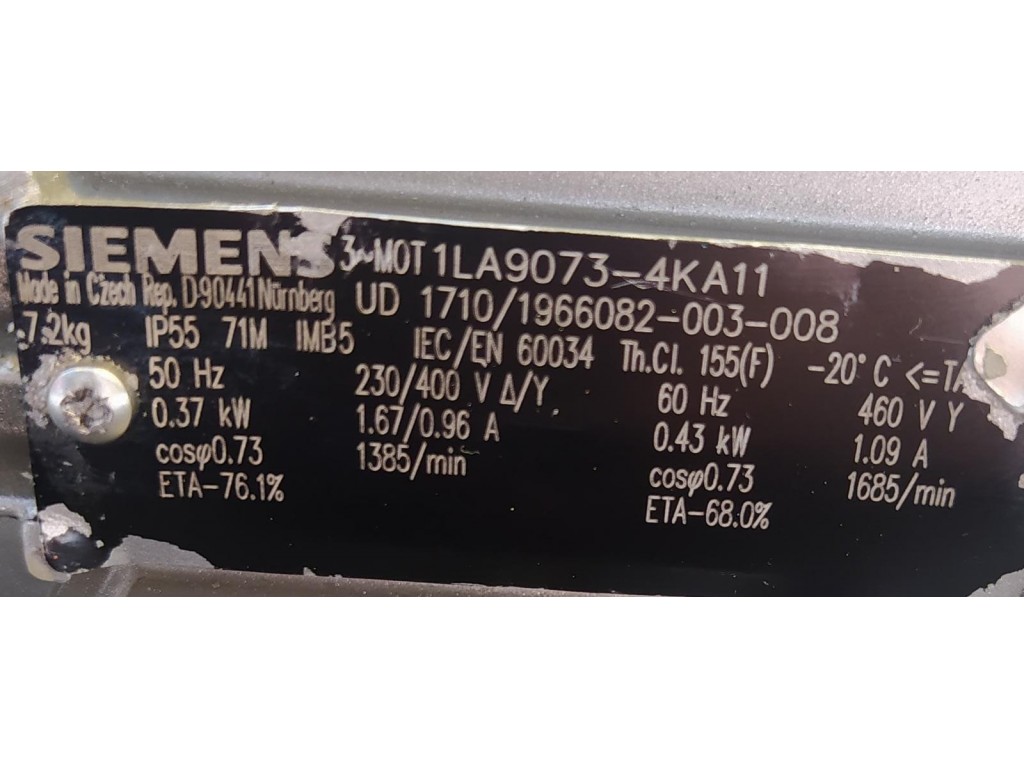 SIEMENS 3~MOT 1LA9073-4KA11
Made in Czech Rep. D-90441 Nürnberg UD 1710/1966082-003-008
7.2kg IP55 71M IMB5 IEC/EN 60034 Th.Cl. 155(F) -20°C <=TA
50 Hz 230/400 V Δ/Y 60 Hz 460 V Y
0.37 kW 1.67/0.96 A 0.43 kW 1.09 A
cosφ0.73 1385/min cosφ0.73 1685/min
ETA-76.1% ETA-68.0%